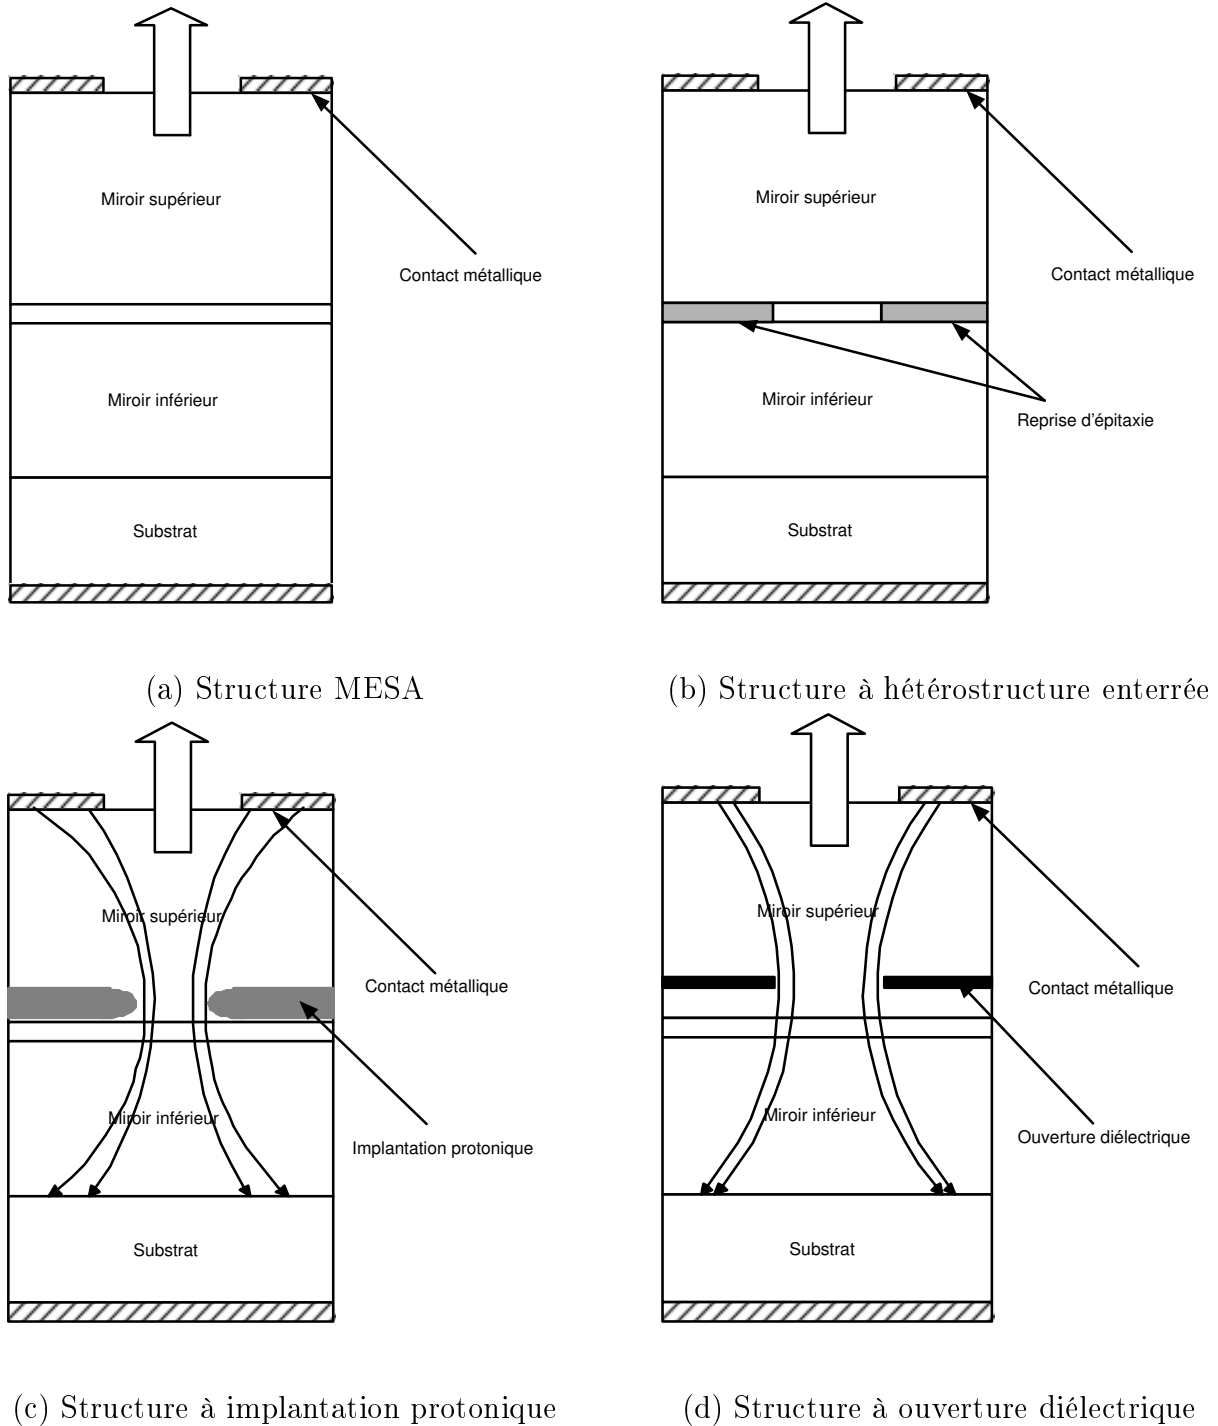 Miroir supérieur
Contact métallique
Miroir inférieur
Substrat
(a) Structure MESA
Miroir supérieur
Contact métallique
Miroir inférieur
Reprise d'épitaxie
Substrat
(b) Structure à hétérostructure enterrée
Miroir supérieur
Contact métallique
Miroir inférieur
Implantation protonique
Substrat
(c) Structure à implantation protonique
Miroir supérieur
Contact métallique
Miroir inférieur
Ouverture diélectrique
Substrat
(d) Structure à ouverture diélectrique